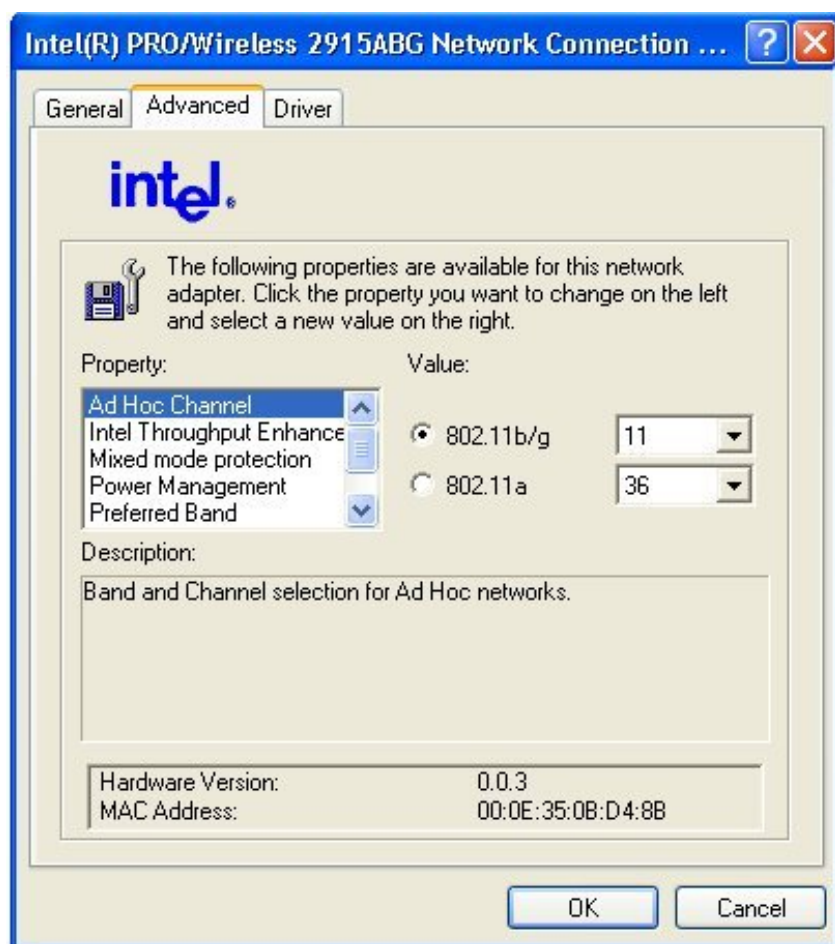 Intel(R) PRO/Wireless 2915ABG Network Connection ...
General Advanced Driver
intel.
The following properties are available for this network
adapter. Click the property you want to change on the left
and select a new value on the right.
Property: Value:
Ad Hoc Channel
Intel Throughput Enhance
Mixed mode protection
Power Management
Preferred Band
802.11b/g 11
802.11a 36
Description:
Band and Channel selection for Ad Hoc networks.
Hardware Version: 0.0.3
MAC Address: 00:0E:35:0B:D4:8B
OK Cancel